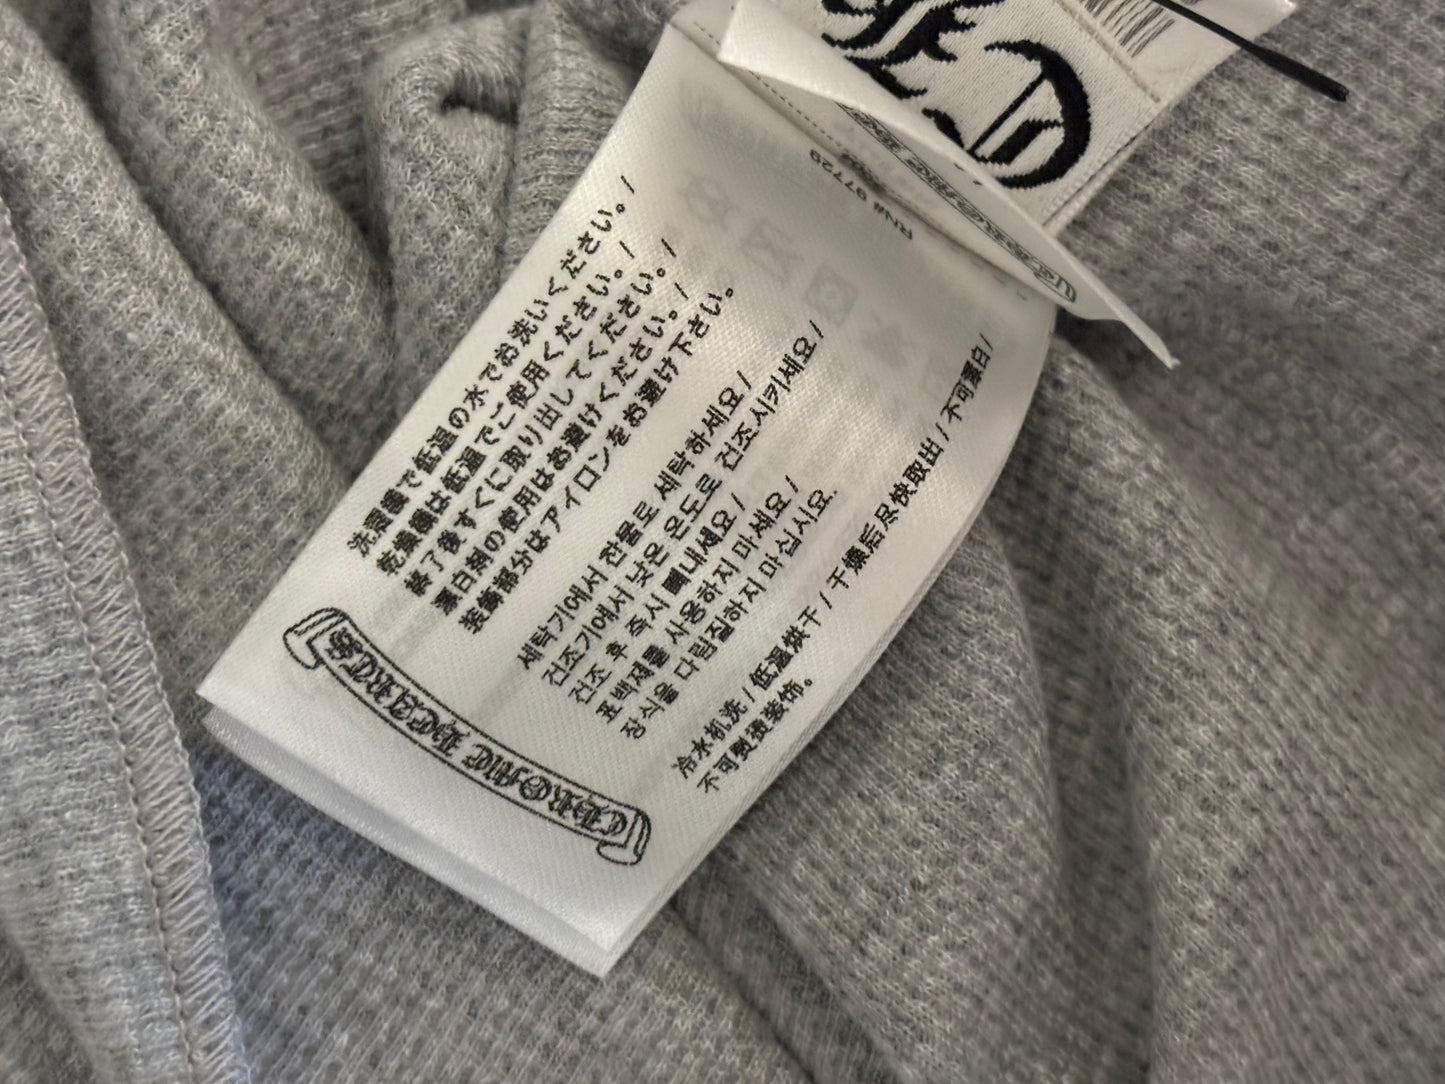 RN# 97729
洗濯機で低温の水でお洗いください。/
乾燥機は低温でご使用ください。/
終了後すぐに取り出してください。/
漂白剤の使用はお避けください。/
装飾部分はアイロンをお避け下さい。
세탁기에서 찬물로 세탁하세요 /
건조기에서 낮은 온도로 건조시키세요 /
건조 후 즉시 빼내세요 /
표백제를 사용하지 마세요 /
장식을 다림질하지 마십시요.
冷水机洗 / 低温烘干 / 干燥后尽快取出 / 不可漂白 /
不可熨烫装饰。
CHROME HEARTS